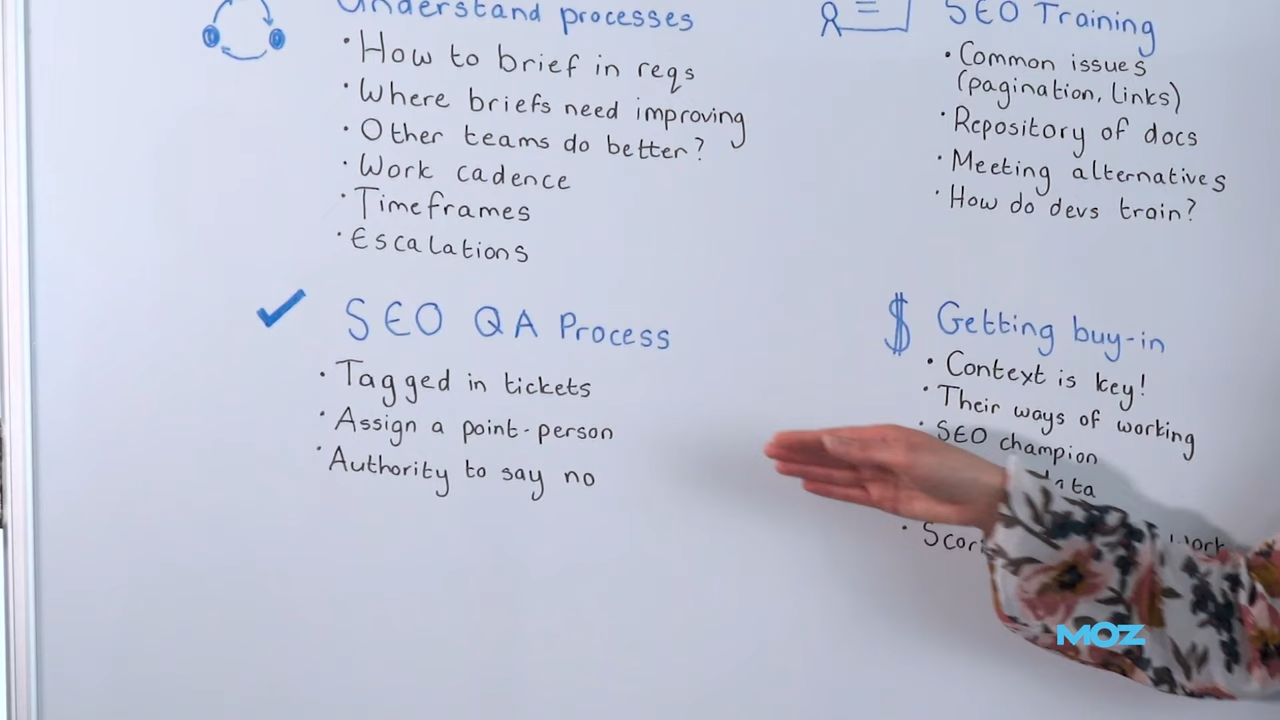 Understand processes
· How to brief in reqs
· Where briefs need improving
· Other teams do better?
· Work cadence
· Timeframes
· Escalations
SEO Training
· Common issues
(pagination, links)
· Repository of docs
· Meeting alternatives
· How do devs train?
SEO QA Process
· Tagged in tickets
· Assign a point-person
· Authority to say no
$ Getting buy-in
· Context is key!
· Their ways of working
· SEO champion
data
work
MOZ